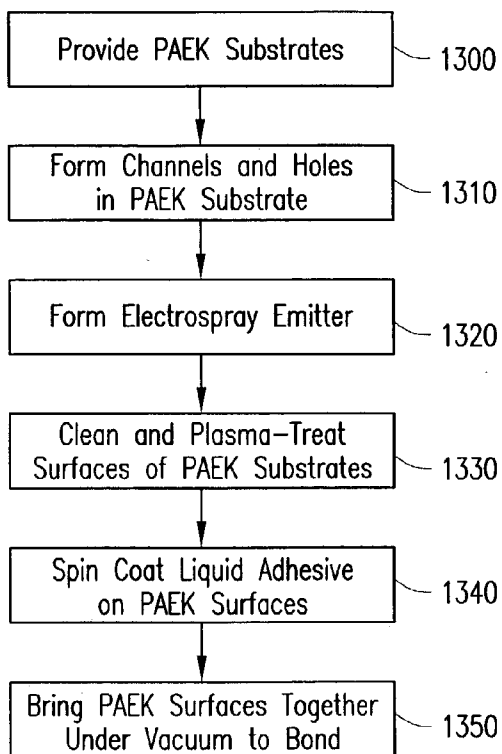 Provide PAEK Substrates
1300
Form Channels and Holes
in PAEK Substrate
1310
Form Electrospray Emitter
1320
Clean and Plasma-Treat
Surfaces of PAEK Substrates
1330
Spin Coat Liquid Adhesive
on PAEK Surfaces
1340
Bring PAEK Surfaces Together
Under Vacuum to Bond
1350